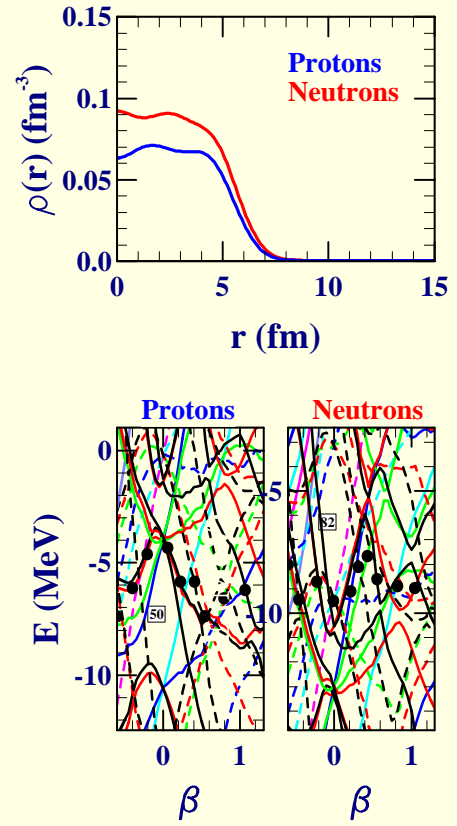 0.15
0.1
0.05
0.0
ρ(r) (fm⁻³)
Protons
Neutrons
0 5 10 15
r (fm)
Protons Neutrons
0
-5
-10
E (MeV)
50
-5
-10
82
0 1 0 1
β β